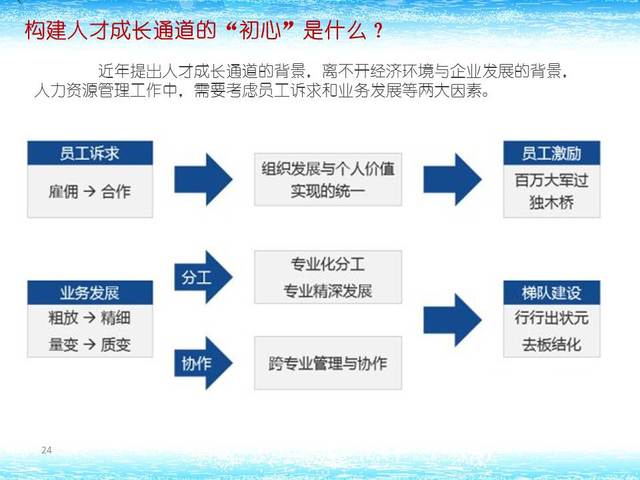 构建人才成长通道的“初心”是什么？
近年提出人才成长通道的背景，离不开经济环境与企业发展的背景，
人力资源管理工作中，需要考虑员工诉求和业务发展等两大因素。
员工诉求
雇佣 → 合作
组织发展与个人价值
实现的统一
员工激励
百万大军过
独木桥
业务发展
粗放 → 精细
量变 → 质变
分工
专业化分工
专业精深发展
协作
跨专业管理与协作
梯队建设
行行出状元
去板结化
24